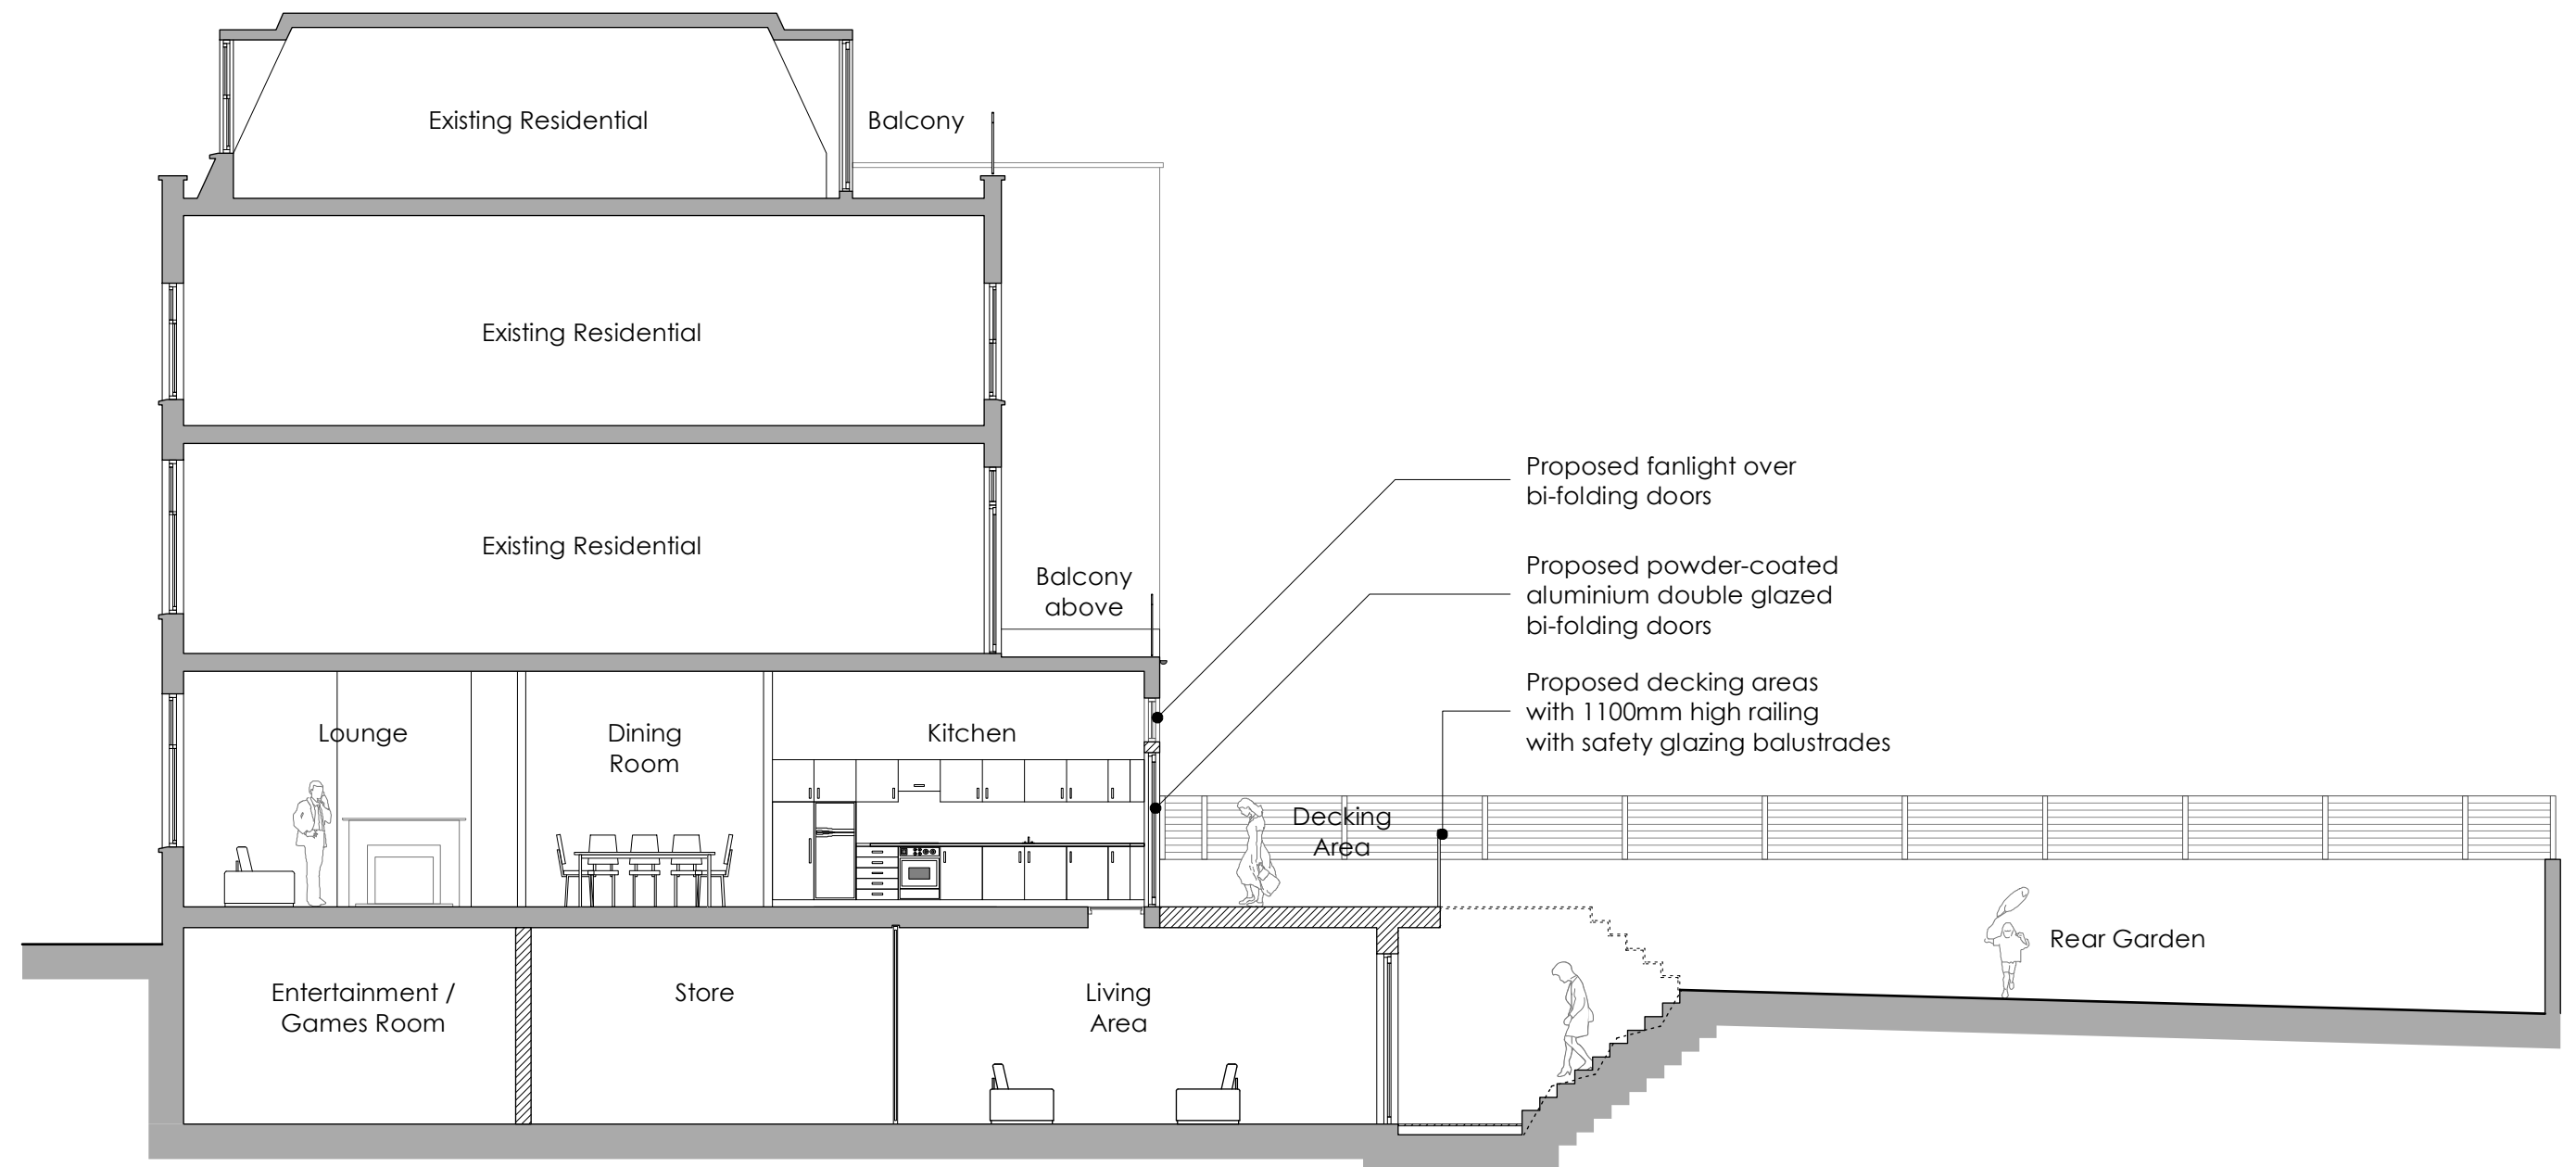 Existing Residential
Balcony
Existing Residential
Existing Residential
Balcony
above
Proposed fanlight over
bi-folding doors
Proposed powder-coated
aluminium double glazed
bi-folding doors
Proposed decking areas
with 1100mm high railing
with safety glazing balustrades
Lounge
Dining
Room
Kitchen
Decking
Area
Rear Garden
Entertainment /
Games Room
Store
Living
Area